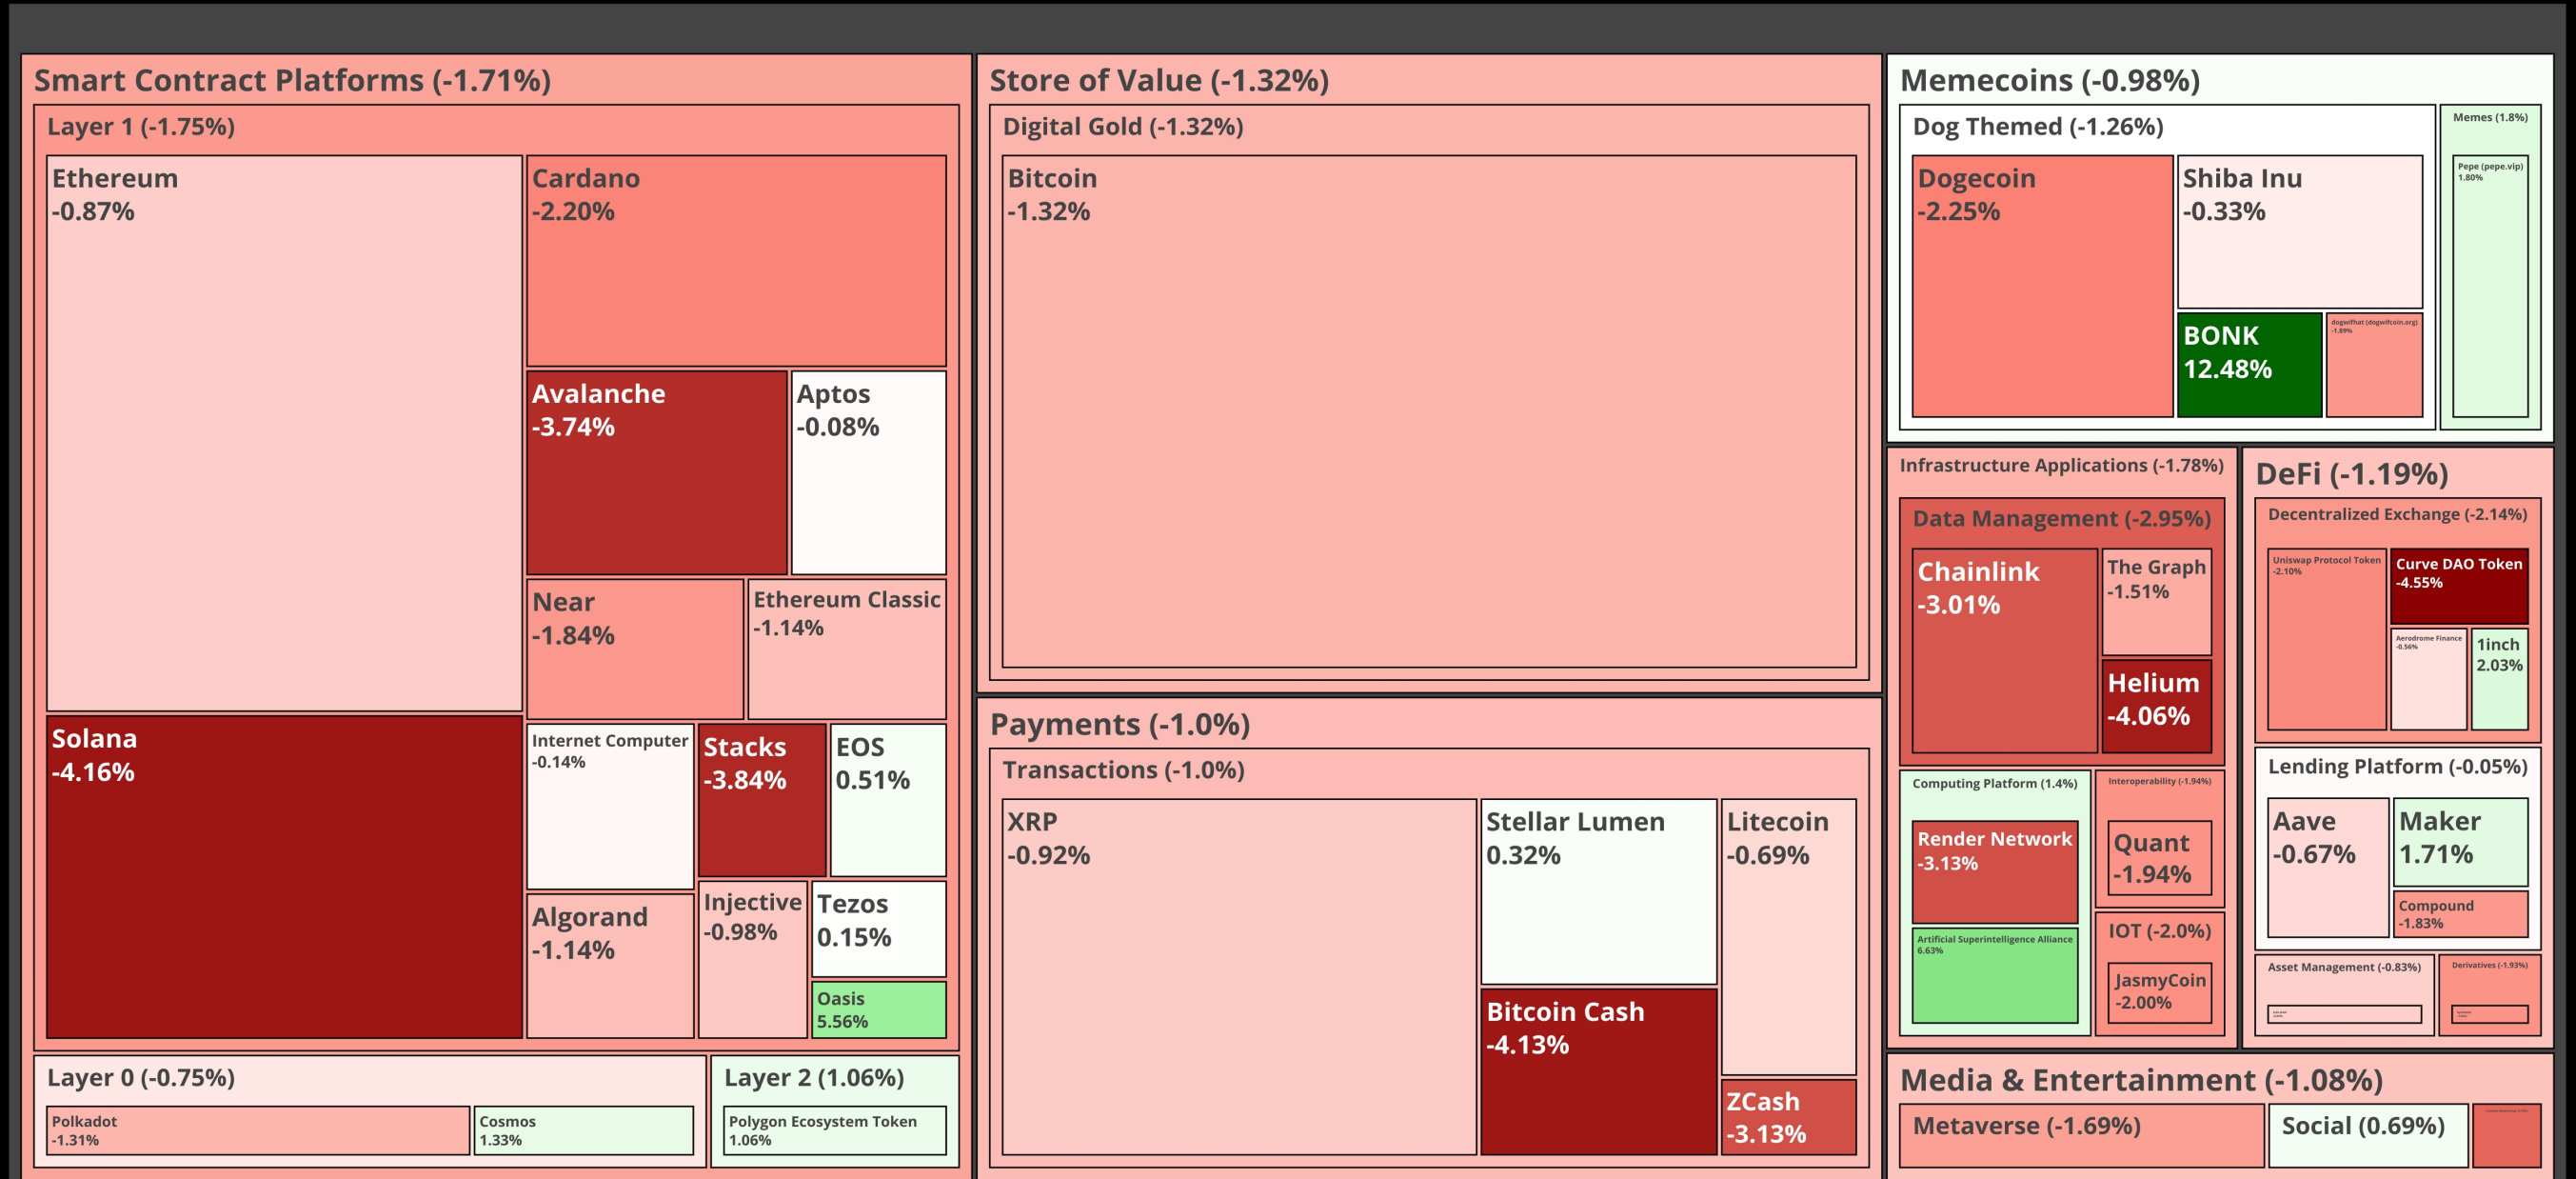 Smart Contract Platforms (-1.71%)
Layer 1 (-1.75%)
Ethereum
-0.87%
Solana
-4.16%
Cardano
-2.20%
Avalanche
-3.74%
Aptos
-0.08%
Near
-1.84%
Ethereum Classic
-1.14%
Internet Computer
-0.14%
Stacks
-3.84%
EOS
0.51%
Algorand
-1.14%
Injective
-0.98%
Tezos
0.15%
Oasis
5.56%
Layer 0 (-0.75%)
Polkadot
-1.31%
Cosmos
1.33%
Layer 2 (1.06%)
Polygon Ecosystem Token
1.06%
Store of Value (-1.32%)
Digital Gold (-1.32%)
Bitcoin
-1.32%
Payments (-1.0%)
Transactions (-1.0%)
XRP
-0.92%
Stellar Lumen
0.32%
Litecoin
-0.69%
Bitcoin Cash
-4.13%
ZCash
-3.13%
Memecoins (-0.98%)
Dog Themed (-1.26%)
Dogecoin
-2.25%
Shiba Inu
-0.33%
BONK
12.48%
dogwifhat (dogwifcoin.org)
-1.89%
Memes (1.8%)
Pepe (pepe.vip)
1.80%
Infrastructure Applications (-1.78%)
Data Management (-2.95%)
Chainlink
-3.01%
The Graph
-1.51%
Helium
-4.06%
Computing Platform (1.4%)
Render Network
-3.13%
Artificial Superintelligence Alliance
6.63%
Interoperability (-1.94%)
Quant
-1.94%
IOT (-2.0%)
JasmyCoin
-2.00%
DeFi (-1.19%)
Decentralized Exchange (-2.14%)
Uniswap Protocol Token
-2.10%
Curve DAO Token
-4.55%
Aerodrome Finance
-0.56%
1inch
2.03%
Lending Platform (-0.05%)
Aave
-0.67%
Maker
1.71%
Compound
-1.83%
Asset Management (-0.83%)
Derivatives (-1.93%)
Media & Entertainment (-1.08%)
Metaverse (-1.69%)
Social (0.69%)